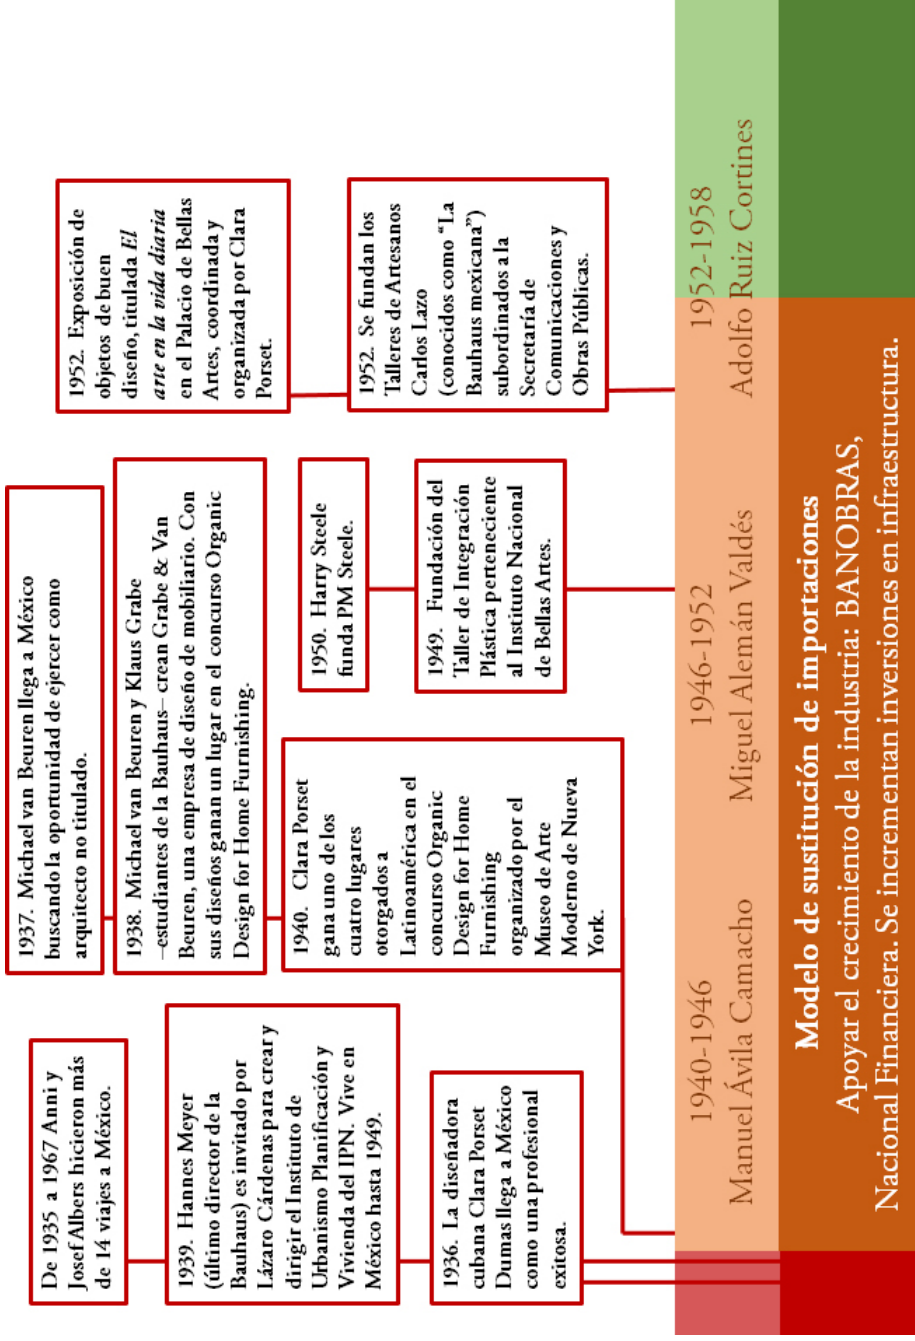 De 1935 a 1967 Anni y
Josef Albers hicieron más
de 14 viajes a México.
1939. Hannes Meyer
(último director de la
Bauhaus) es invitado por
Lázaro Cárdenas para crear y
dirigir el Instituto de
Urbanismo Planificación y
Vivienda del IPN. Vive en
México hasta 1949.
1936. La diseñadora
cubana Clara Porset
Dumas llega a México
como una profesional
exitosa.
1937. Michael van Beuren llega a México
buscando la oportunidad de ejercer como
arquitecto no titulado.
1938. Michael van Beuren y Klaus Grabe
–estudiantes de la Bauhaus– crean Grabe & Van
Beuren, una empresa de diseño de mobiliario. Con
sus diseños ganan un lugar en el concurso Organic
Design for Home Furnishing.
1940. Clara Porset
gana uno de los
cuatro lugares
otorgados a
Latinoamérica en el
concurso Organic
Design for Home
Furnishing
organizado por el
Museo de Arte
Moderno de Nueva
York.
1950. Harry Steele
funda PM Steele.
1949. Fundación del
Taller de Integración
Plástica perteneciente
al Instituto Nacional
de Bellas Artes.
1952. Exposición de
objetos de buen
diseño, titulada El
arte en la vida diaria
en el Palacio de Bellas
Artes, coordinada y
organizada por Clara
Porset.
1952. Se fundan los
Talleres de Artesanos
Carlos Lazo
(conocidos como “La
Bauhaus mexicana”)
subordinados a la
Secretaría de
Comunicaciones y
Obras Públicas.
1940-1946
Manuel Ávila Camacho
1946-1952
Miguel Alemán Valdés
1952-1958
Adolfo Ruiz Cortines
Modelo de sustitución de importaciones
Apoyar el crecimiento de la industria: BANOBRAS,
Nacional Financiera. Se incrementan inversiones en infraestructura.